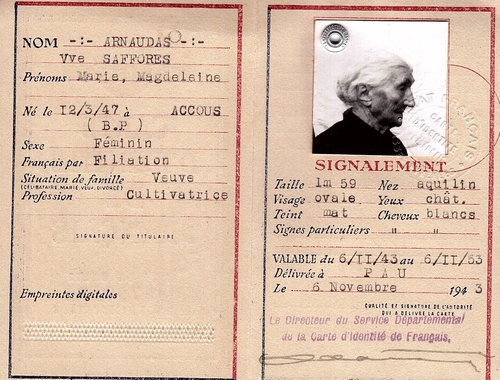 NOM -:- ARNAUDAS -:-
Vve SAFFORES
Prénoms Marie, Magdeleine
Né le I2/3/47 à ACCOUS
( B.P )
Sexe Féminin
Français par Filiation
Situation de famille Veuve
(CÉLIBATAIRE, MARIÉ, VEUF, DIVORCÉ)
Profession Cultivatrice
SIGNATURE DU TITULAIRE
Empreintes digitales
SIGNALEMENT
Taille 1m 59 Nez aquilin
Visage ovale Yeux chât.
Teint mat Cheveux blancs
Signes particuliers " "
VALABLE du 6/II/43 au 6/II/53
Délivrée à P A U
Le 6 Novembre 194 3
QUALITÉ ET SIGNATURE DE L'AUTORITÉ
QUI A DÉLIVRÉ LA CARTE
Le Directeur du Service Départemental
de la Carte d'Identité de Français,